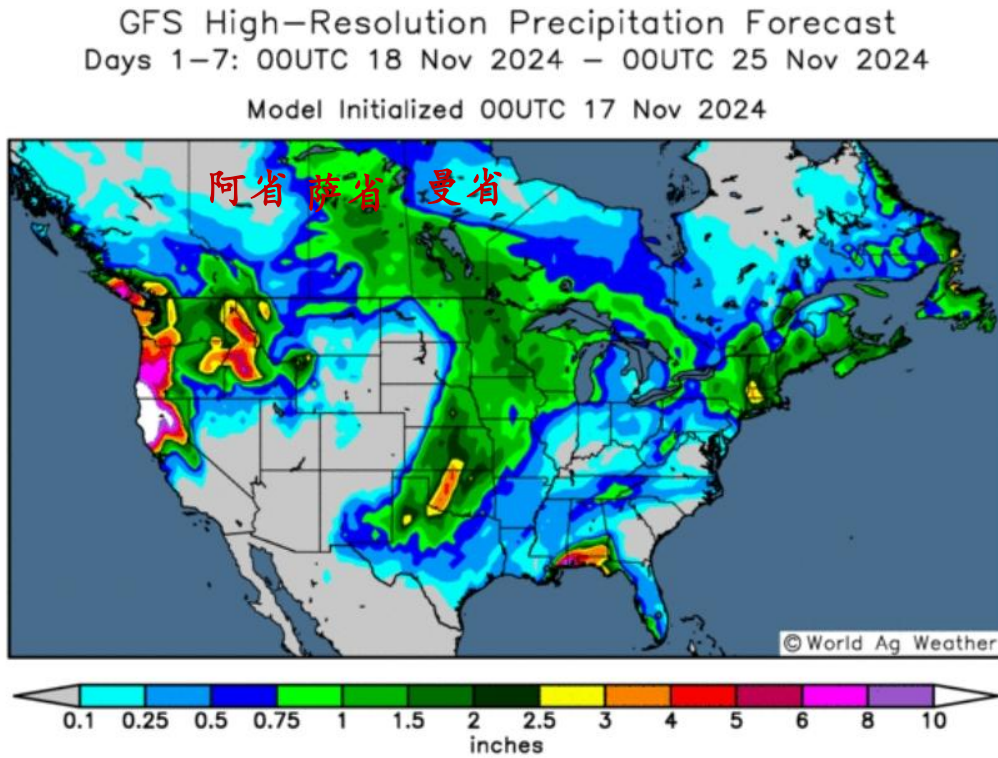 GFS High-Resolution Precipitation Forecast
Days 1-7: 00UTC 18 Nov 2024 - 00UTC 25 Nov 2024
Model Initialized 00UTC 17 Nov 2024
阿省 萨省 曼省
© World Ag Weather
0.1 0.25 0.5 0.75 1 1.5 2 2.5 3 4 5 6 8 10
inches